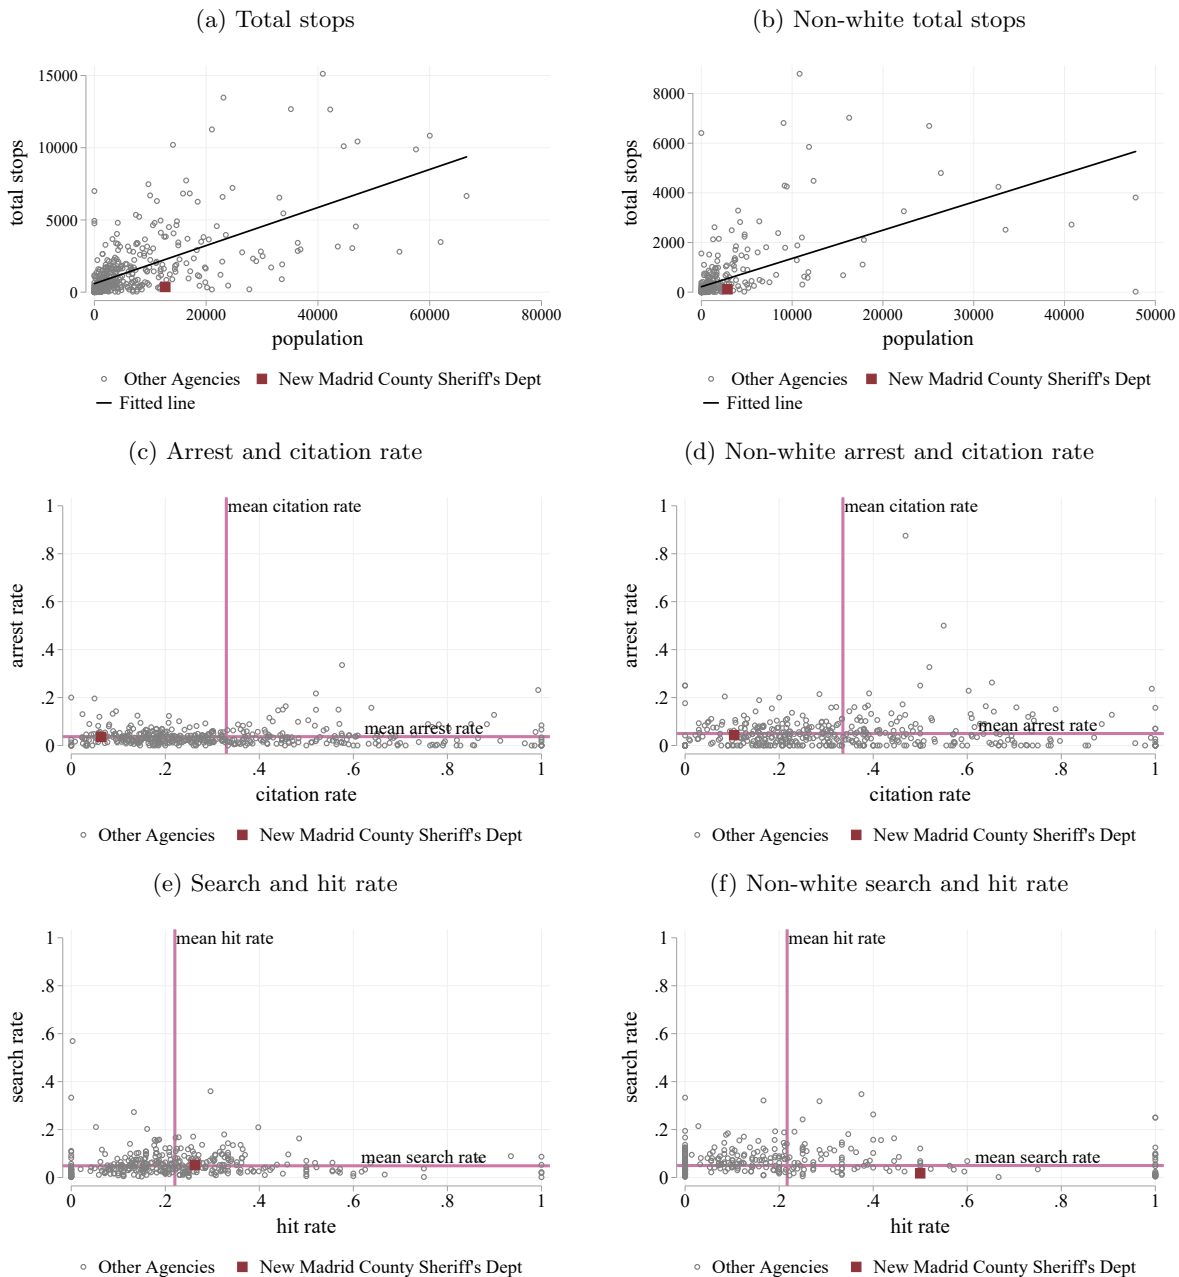 (a) Total stops
(b) Non-white total stops
total stops
15000
10000
5000
0
0 20000 40000 60000 80000
population
Other Agencies New Madrid County Sheriff's Dept
Fitted line
total stops
8000
6000
4000
2000
0
0 10000 20000 30000 40000 50000
population
Other Agencies New Madrid County Sheriff's Dept
Fitted line
(c) Arrest and citation rate
(d) Non-white arrest and citation rate
arrest rate
1
.8
.6
.4
.2
0
mean citation rate
mean arrest rate
0 .2 .4 .6 .8 1
citation rate
Other Agencies New Madrid County Sheriff's Dept
arrest rate
1
.8
.6
.4
.2
0
mean citation rate
mean arrest rate
0 .2 .4 .6 .8 1
citation rate
Other Agencies New Madrid County Sheriff's Dept
(e) Search and hit rate
(f) Non-white search and hit rate
search rate
1
.8
.6
.4
.2
0
mean hit rate
mean search rate
0 .2 .4 .6 .8 1
hit rate
Other Agencies New Madrid County Sheriff's Dept
search rate
1
.8
.6
.4
.2
0
mean hit rate
mean search rate
0 .2 .4 .6 .8 1
hit rate
Other Agencies New Madrid County Sheriff's Dept